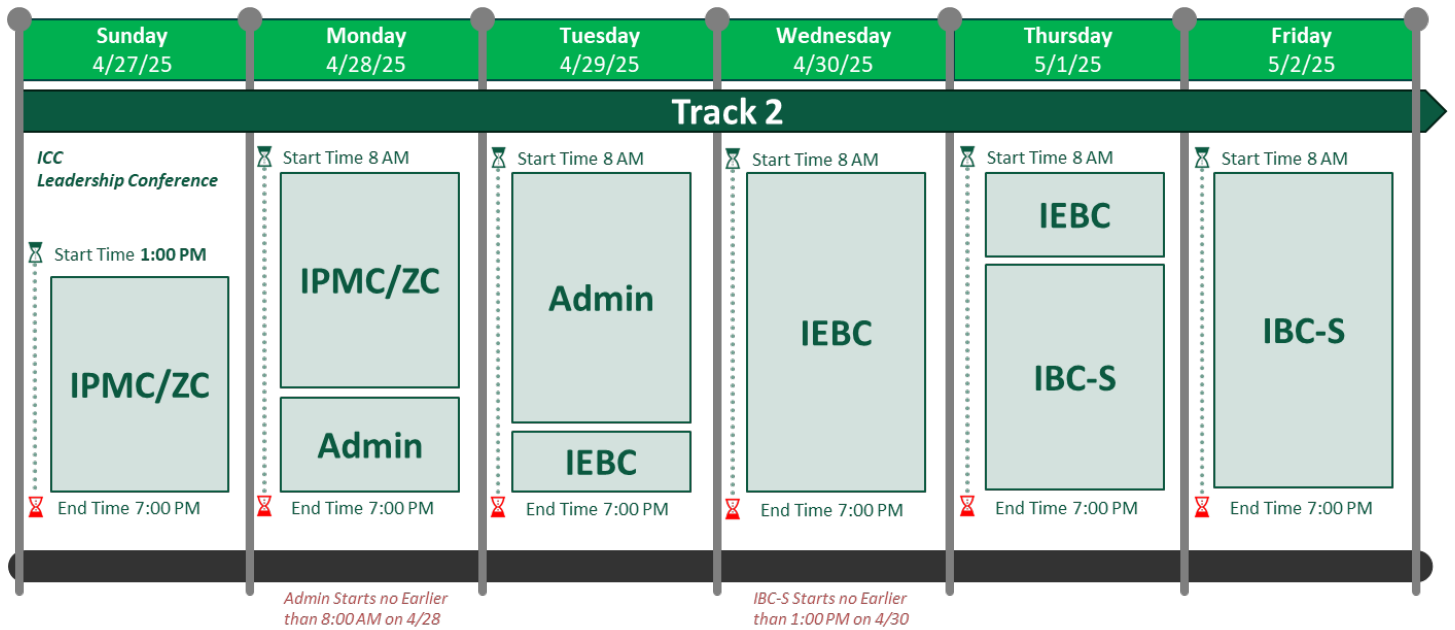 Sunday
4/27/25
Monday
4/28/25
Tuesday
4/29/25
Wednesday
4/30/25
Thursday
5/1/25
Friday
5/2/25
Track 2
ICC
Leadership Conference
Start Time 1:00 PM
IPMC/ZC
End Time 7:00 PM
Start Time 8 AM
IPMC/ZC
Admin
End Time 7:00 PM
Start Time 8 AM
Admin
IEBC
End Time 7:00 PM
Start Time 8 AM
IEBC
End Time 7:00 PM
Start Time 8 AM
IEBC
IBC-S
End Time 7:00 PM
Start Time 8 AM
IBC-S
End Time 7:00 PM
Admin Starts no Earlier
than 8:00 AM on 4/28
IBC-S Starts no Earlier
than 1:00 PM on 4/30